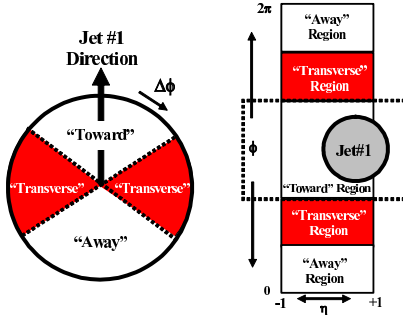 Jet #1
Direction
Δϕ
“Toward”
“Transverse”
“Transverse”
“Away”
2π
“Away”
Region
“Transverse”
Region
ϕ
Jet#1
“Toward” Region
“Transverse”
Region
“Away”
Region
0
-1
+1
η